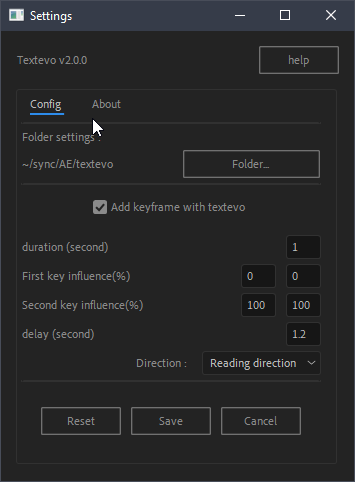 Settings
Textevo v2.0.0 help
Config About
Folder settings :
~/sync/AE/textevo Folder...
Add keyframe with textevo
duration (second) 1
First key influence(%) 0 0
Second key influence(%) 100 100
delay (second) 1.2
Direction : Reading direction
Reset Save Cancel